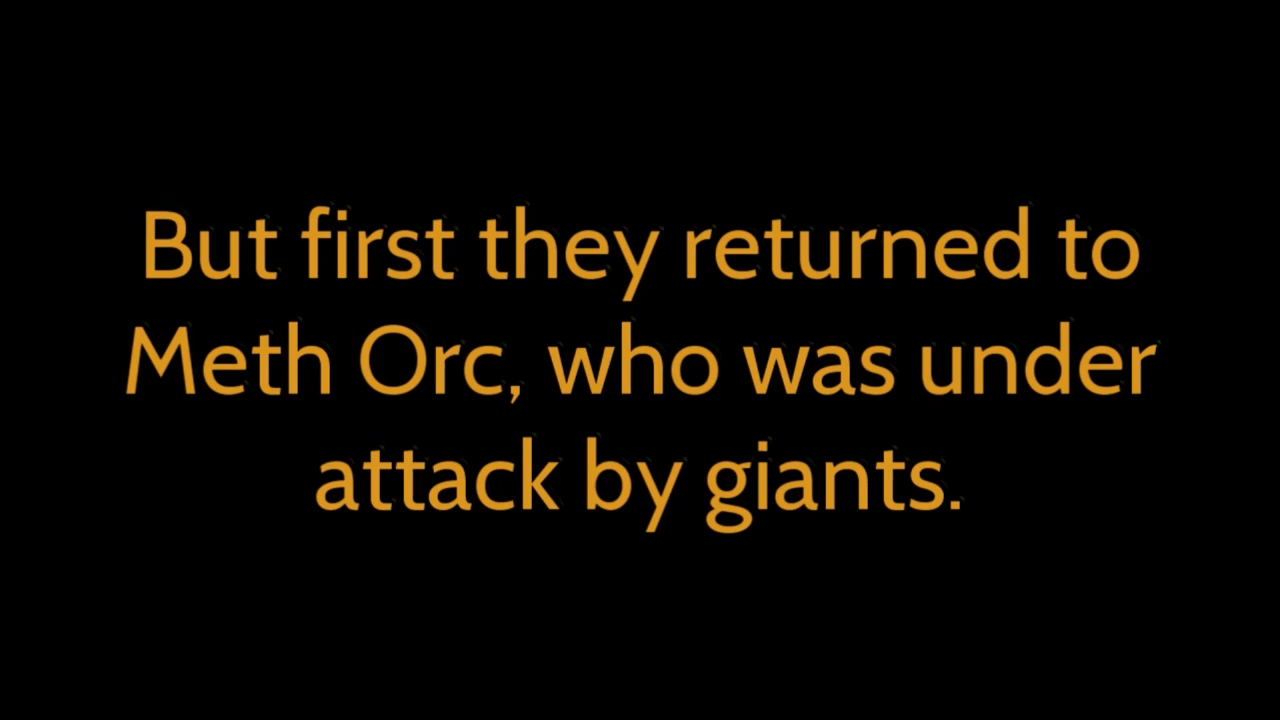 But first they returned to
Meth Orc, who was under
attack by giants.